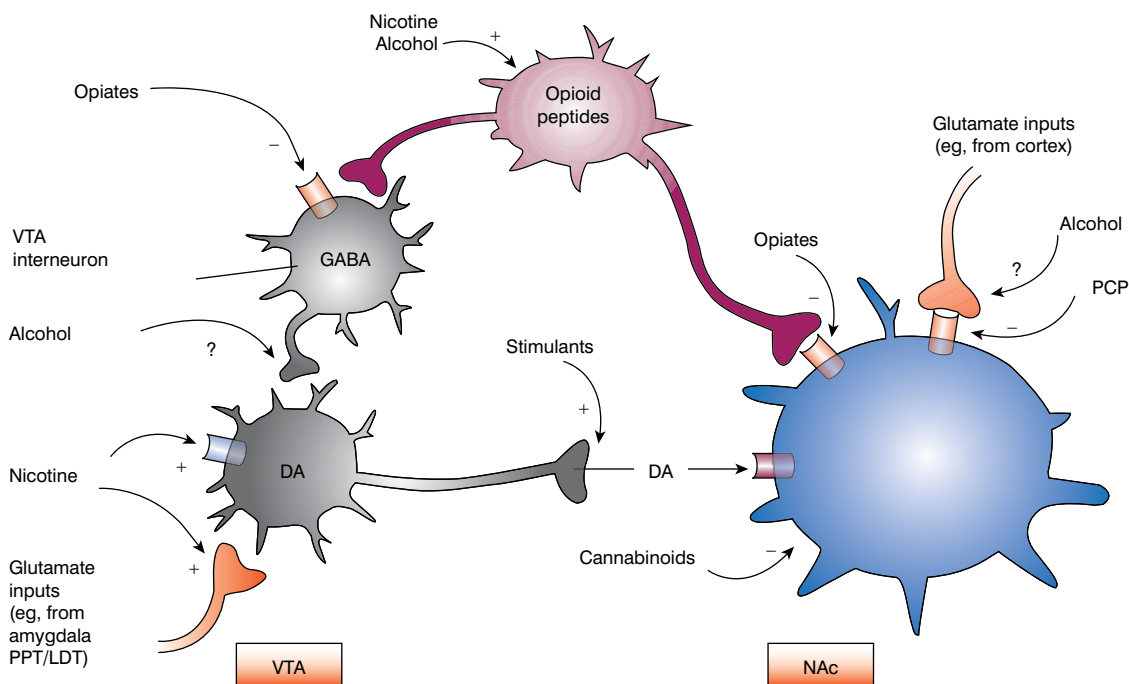 Nicotine
Alcohol
+
Opiates
−
Opioid
peptides
Glutamate inputs
(eg, from cortex)
VTA
interneuron
GABA
Opiates
−
Alcohol
?
PCP
−
Alcohol
?
Stimulants
+
Nicotine
+
+
DA
DA
Cannabinoids
−
Glutamate
inputs
(eg, from
amygdala
PPT/LDT)
VTA
NAc